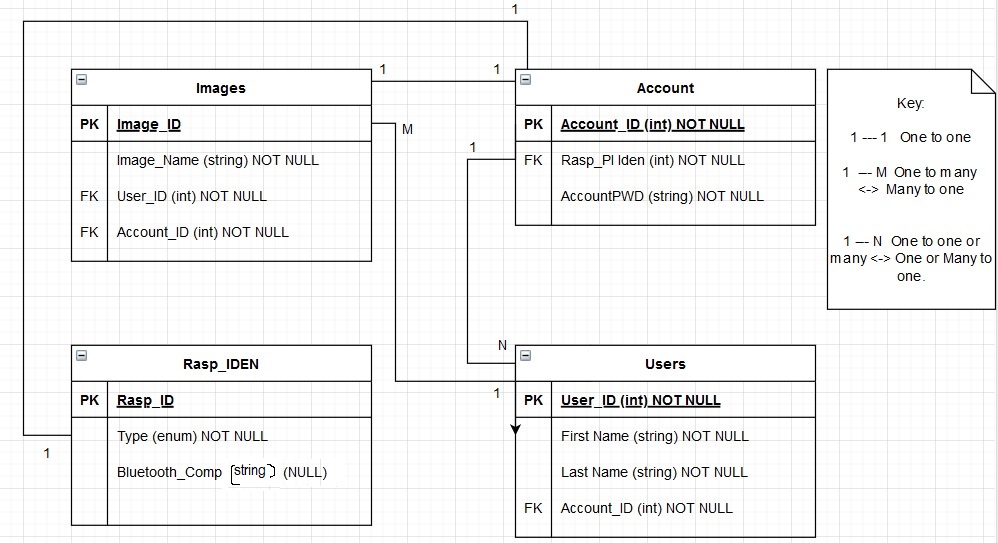 1
1
1
Images
PK
Image_ID
Image_Name (string) NOT NULL
FK
User_ID (int) NOT NULL
FK
Account_ID (int) NOT NULL
M
1
Account
PK
Account_ID (int) NOT NULL
FK
Rasp_PI Iden (int) NOT NULL
AccountPWD (string) NOT NULL
Key:
1 --- 1 One to one
1 --- M One to many
<-> Many to one
1 --- N One to one or
many <-> One or Many to
one.
Rasp_IDEN
PK
Rasp_ID
Type (enum) NOT NULL
Bluetooth_Comp (string) (NULL)
1
N
1
Users
PK
User_ID (int) NOT NULL
First Name (string) NOT NULL
Last Name (string) NOT NULL
FK
Account_ID (int) NOT NULL